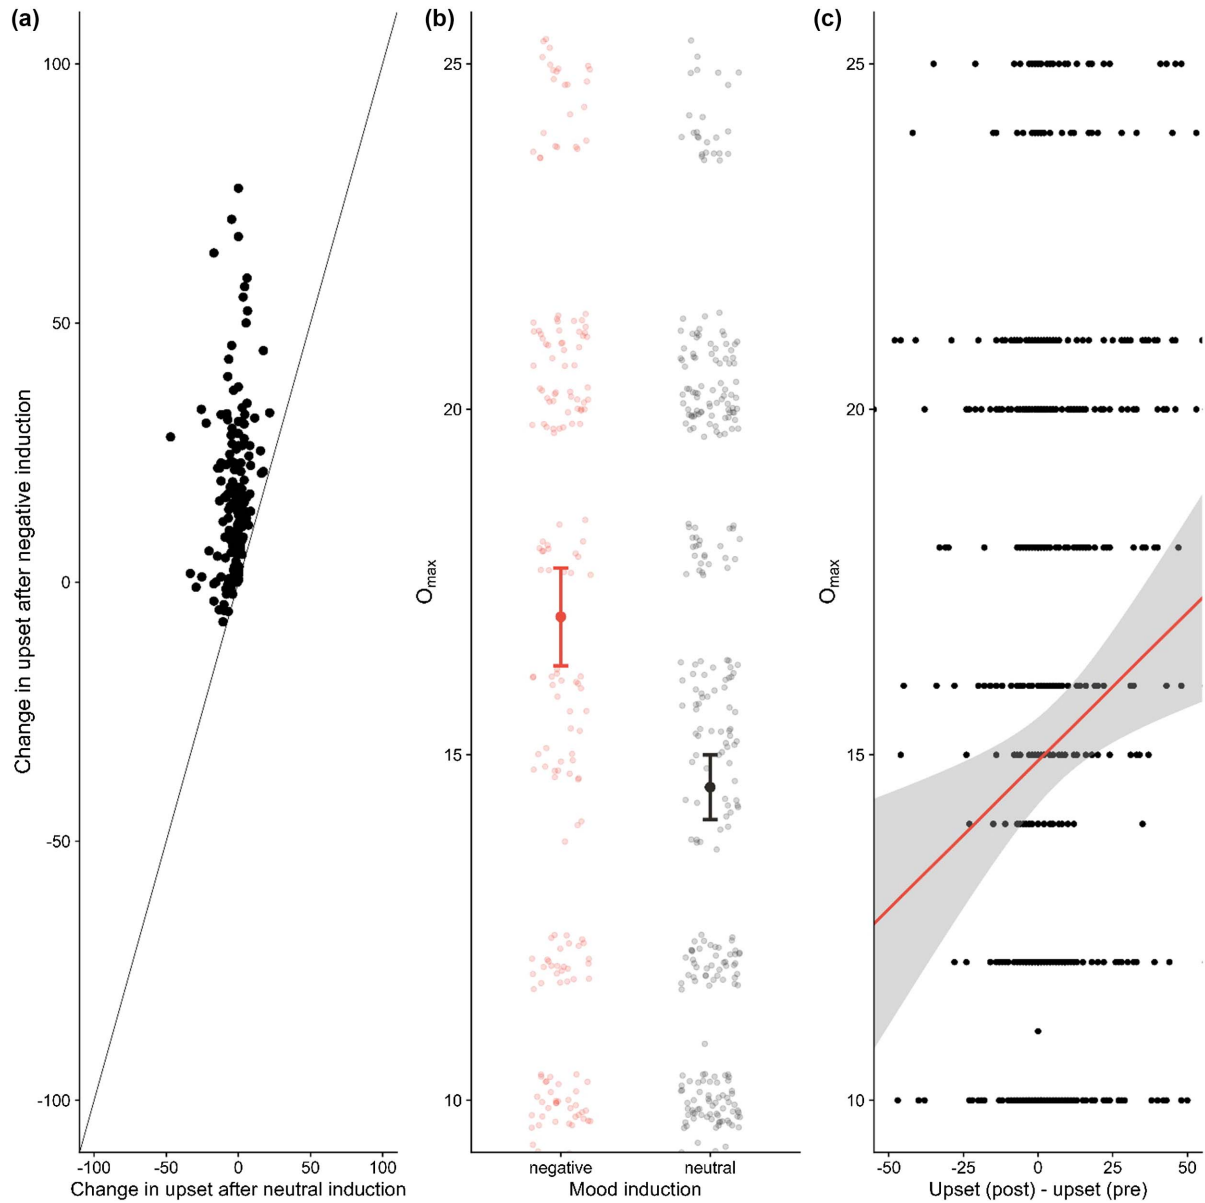 (a)
100
50
0
-50
-100
Change in upset after negative induction
-100 -50 0 50 100
Change in upset after neutral induction
(b)
25
20
15
10
Omax
negative neutral
Mood induction
(c)
25
20
15
10
Omax
-50 -25 0 25 50
Upset (post) - upset (pre)